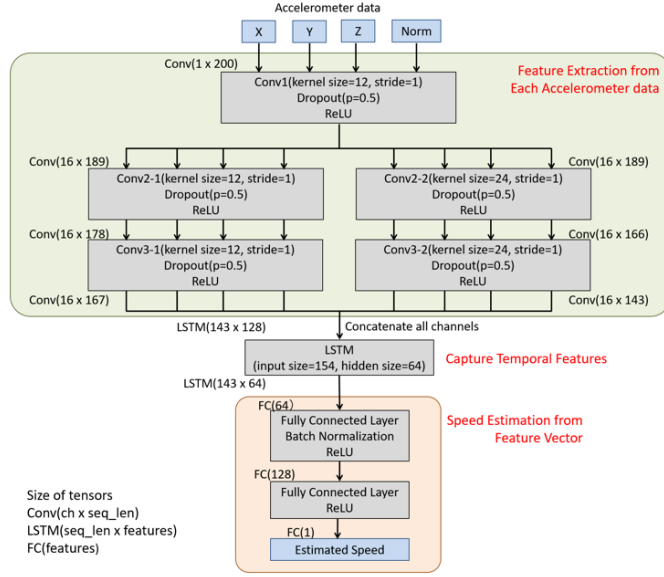 Accelerometer data
X Y Z Norm
Conv(1 x 200)
Feature Extraction from
Each Accelerometer data
Conv1(kernel size=12, stride=1)
Dropout(p=0.5)
ReLU
Conv(16 x 189) Conv(16 x 189)
Conv2-1(kernel size=12, stride=1)
Dropout(p=0.5)
ReLU
Conv2-2(kernel size=24, stride=1)
Dropout(p=0.5)
ReLU
Conv(16 x 178) Conv(16 x 166)
Conv3-1(kernel size=12, stride=1)
Dropout(p=0.5)
ReLU
Conv3-2(kernel size=24, stride=1)
Dropout(p=0.5)
ReLU
Conv(16 x 167) Conv(16 x 143)
LSTM(143 x 128) Concatenate all channels
LSTM
(input size=154, hidden size=64)
Capture Temporal Features
LSTM(143 x 64)
FC(64)
Fully Connected Layer
Batch Normalization
ReLU
Speed Estimation from
Feature Vector
FC(128)
Fully Connected Layer
ReLU
FC(1)
Estimated Speed
Size of tensors
Conv(ch x seq_len)
LSTM(seq_len x features)
FC(features)